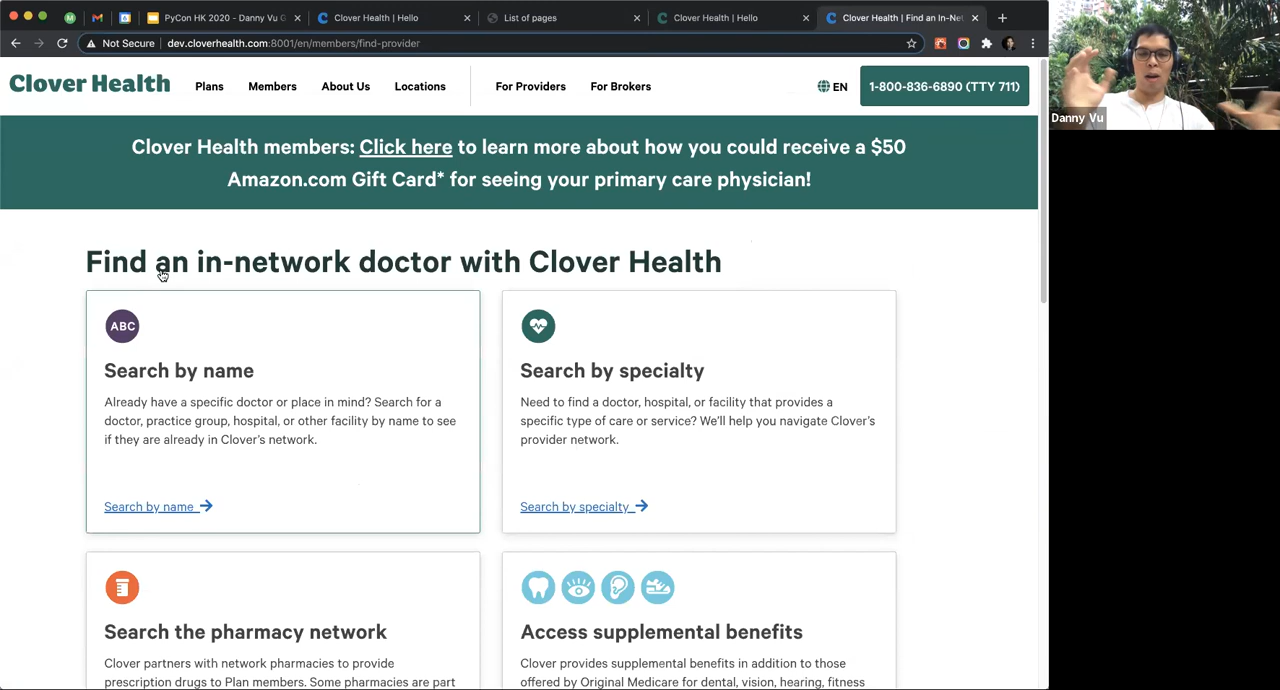 PyCon HK 2020 - Danny Vu G
Clover Health | Hello
List of pages
Clover Health | Hello
Clover Health | Find an In-Net
Not Secure
dev.cloverhealth.com:8001/en/members/find-provider
Clover Health
Plans
Members
About Us
Locations
For Providers
For Brokers
EN
1-800-836-6890 (TTY 711)
Danny Vu
Clover Health members: Click here to learn more about how you could receive a $50
Amazon.com Gift Card* for seeing your primary care physician!
Find an in-network doctor with Clover Health
ABC
Search by name
Already have a specific doctor or place in mind? Search for a
doctor, practice group, hospital, or other facility by name to see
if they are already in Clover's network.
Search by name
Search by specialty
Need to find a doctor, hospital, or facility that provides a
specific type of care or service? We'll help you navigate Clover's
provider network.
Search by specialty
Search the pharmacy network
Clover partners with network pharmacies to provide
prescription drugs to Plan members. Some pharmacies are part
Access supplemental benefits
Clover provides supplemental benefits in addition to those
offered by Original Medicare for dental, vision, hearing, fitness